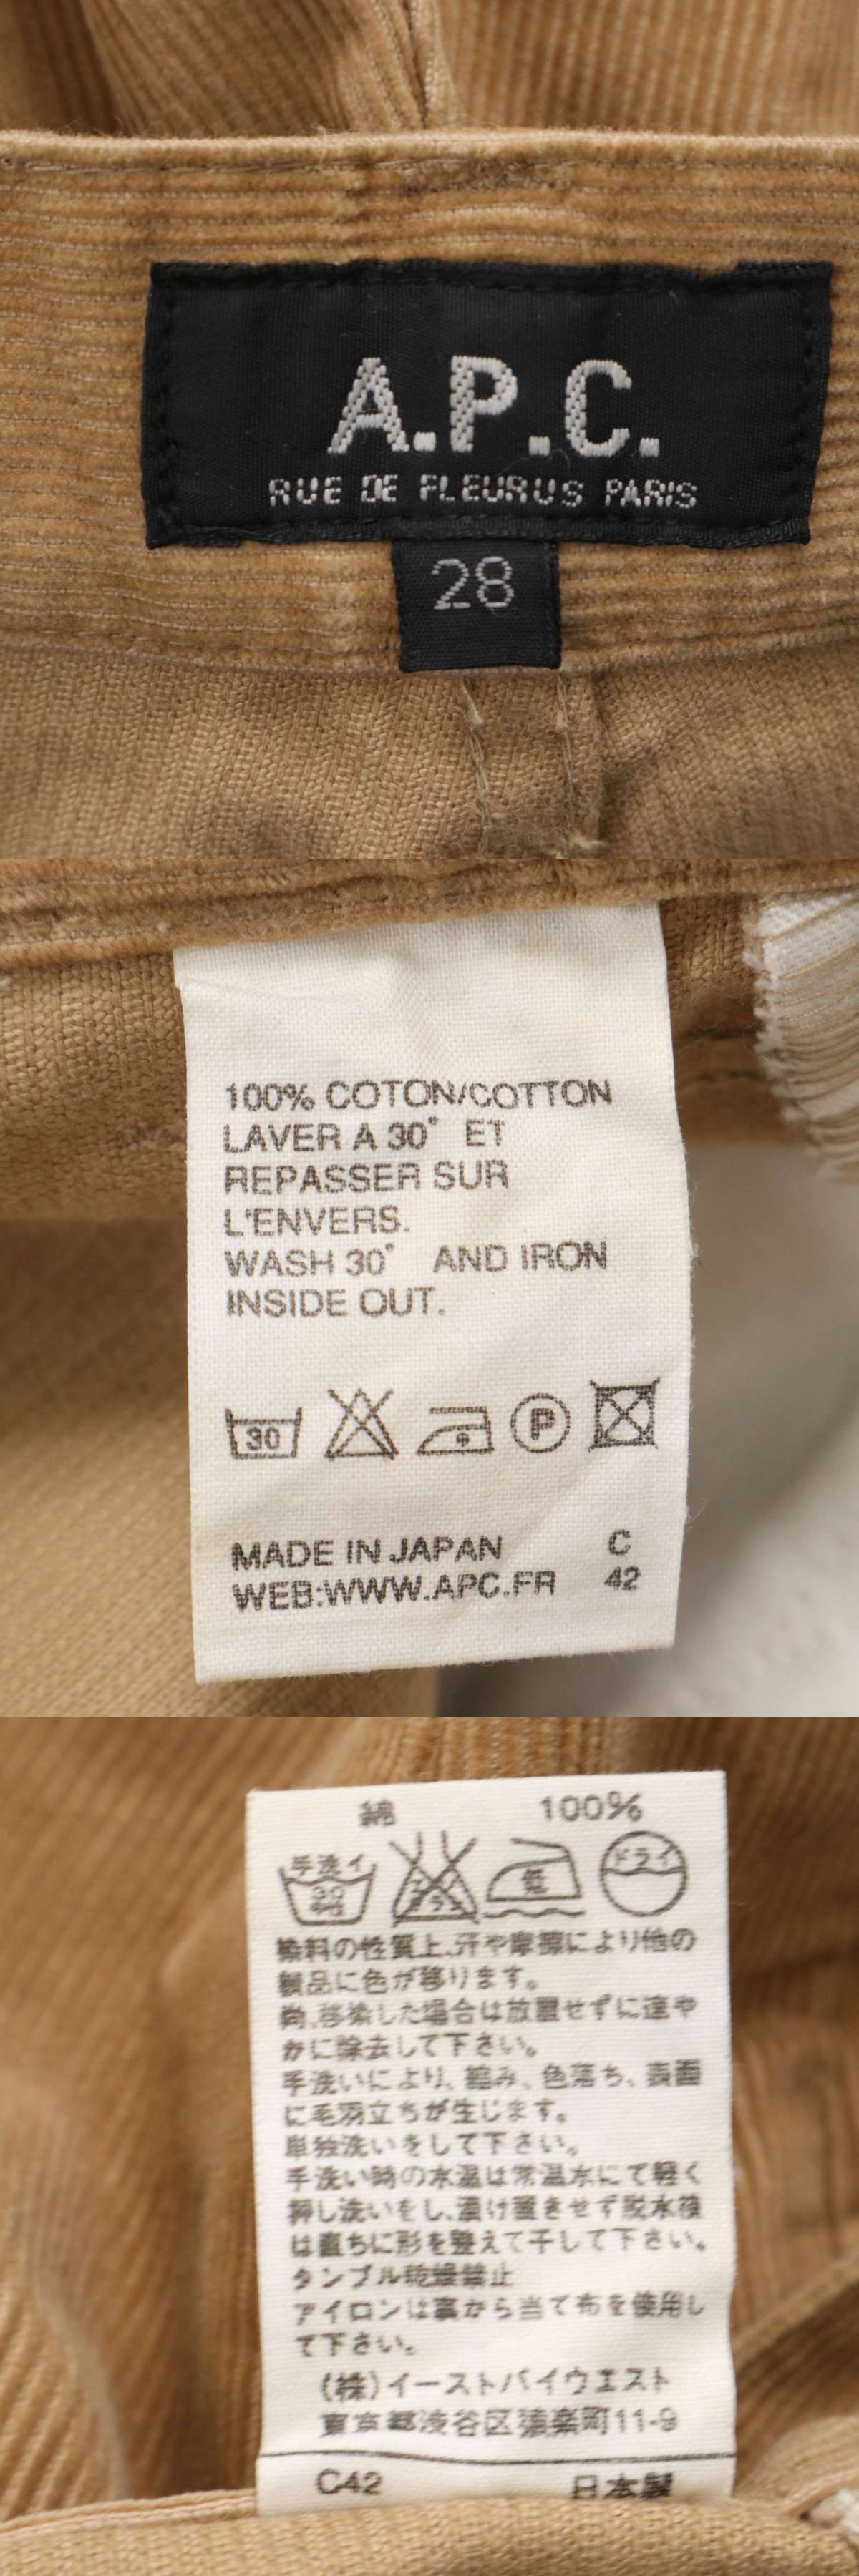 A.P.C.
RUE DE FLEURUS PARIS
28
100% COTON/COTTON
LAVER A 30° ET
REPASSER SUR
L'ENVERS.
WASH 30° AND IRON
INSIDE OUT.
30 P
MADE IN JAPAN C
WEB:WWW.APC.FR 42
綿 100%
手洗イ 30 低 ドライ
染料の性質上、汗や摩擦により他の
製品に色が移ります。
尚、移染した場合は放置せずに速や
かに除去して下さい。
手洗いにより、縮み、色落ち、表面
に毛羽立ちが生じます。
単独洗いをして下さい。
手洗い時の水温は常温水にて軽く
押し洗いをし、漬け置きせず脱水後
は直ちに形を整えて干して下さい。
タンブル乾燥禁止
アイロンは裏から当て布を使用し
て下さい。
(株)イーストバイウエスト
東京都渋谷区猿楽町11-9
C42 日本製